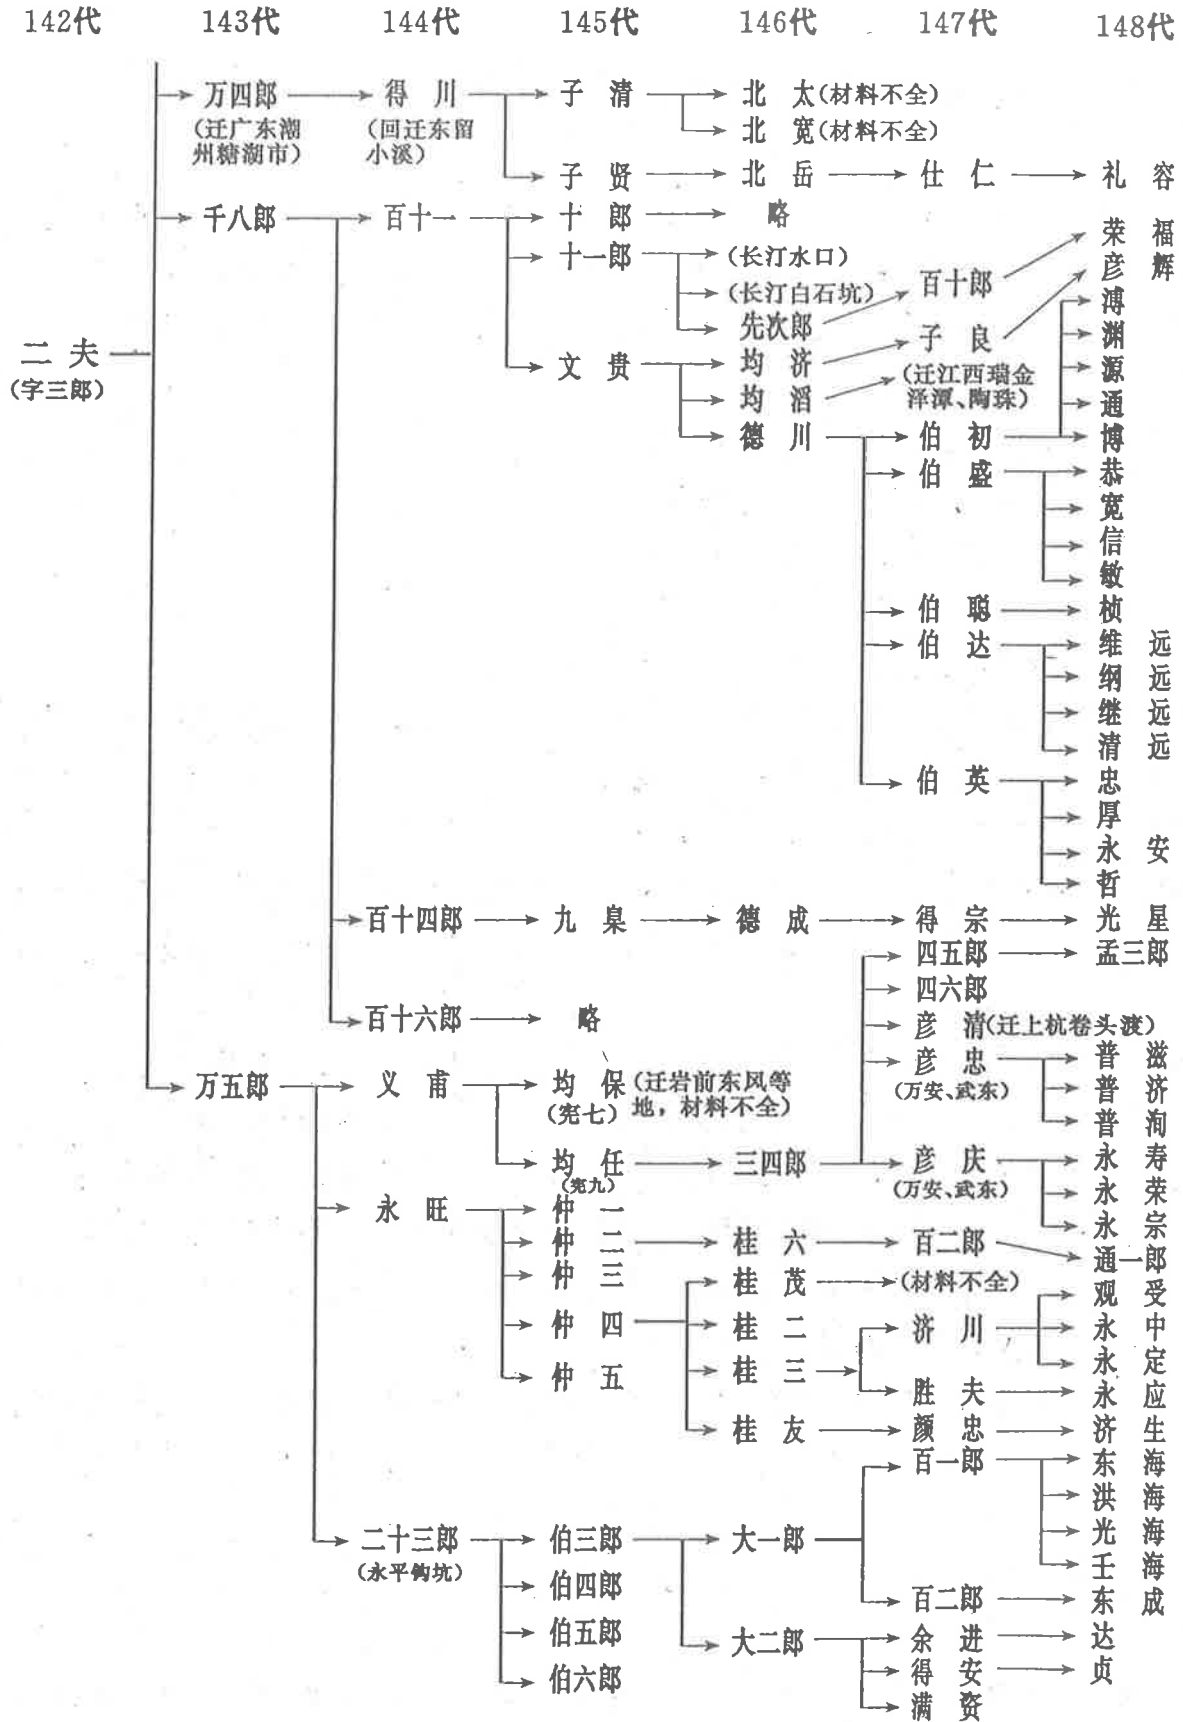 142代 143代 144代 145代 146代 147代 148代
万四郎 得川 子清 北太(材料不全)
(迁广东潮州糖湖市) (回迁东留小溪) 北宽(材料不全)
子贤 北岳 仕仁 礼容
千八郎 百十一 十郎 略
荣福
十一郎 (长汀水口)
彦辉
(长汀白石坑) 百十郎
溥
先次郎 子良 渊
二夫 文贵 均济
(字三郎) (迁江西瑞金泽潭、陶珠) 源
均滔 通
德川 伯初 博
伯盛 恭
宽
信
敏
伯聪 桢
伯达 维远
纲远
继远
清远
伯英 忠
厚
永安
哲
百十四郎 九臬 德成 得宗 光星
四五郎 孟三郎
四六郎
百十六郎 略 彦清(迁上杭卷头渡)
彦忠 普滋
万五郎 义甫 均保(迁岩前东风等地,材料不全) (万安、武东) 普济
(宪七) 普洵
均任 三四郎 彦庆 永寿
(宪九) (万安、武东) 永荣
永旺 仲一 永宗
仲二 桂六 百二郎 通一郎
仲三 桂茂 (材料不全) 观受
仲四 桂二 济川 永中
仲五 桂三 永定
胜夫 永应
桂友 颜忠 济生
百一郎 东海
洪海
二十三郎 伯三郎 大一郎 光海
(永平钩坑) 壬海
伯四郎 百二郎 东成
伯五郎 大二郎 余进 达
伯六郎 得安 贞
满资